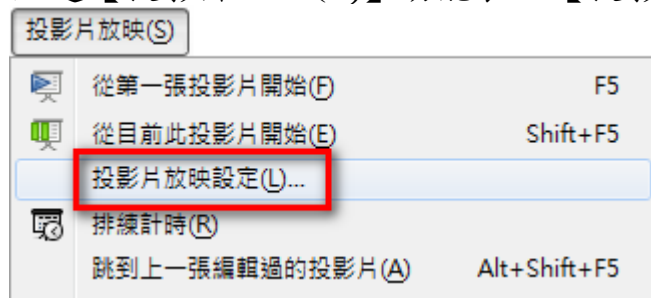 投影片放映(S)
從第一張投影片開始(F) F5
從目前此投影片開始(E) Shift+F5
投影片放映設定(L)...
排練計時(R)
跳到上一張編輯過的投影片(A) Alt+Shift+F5